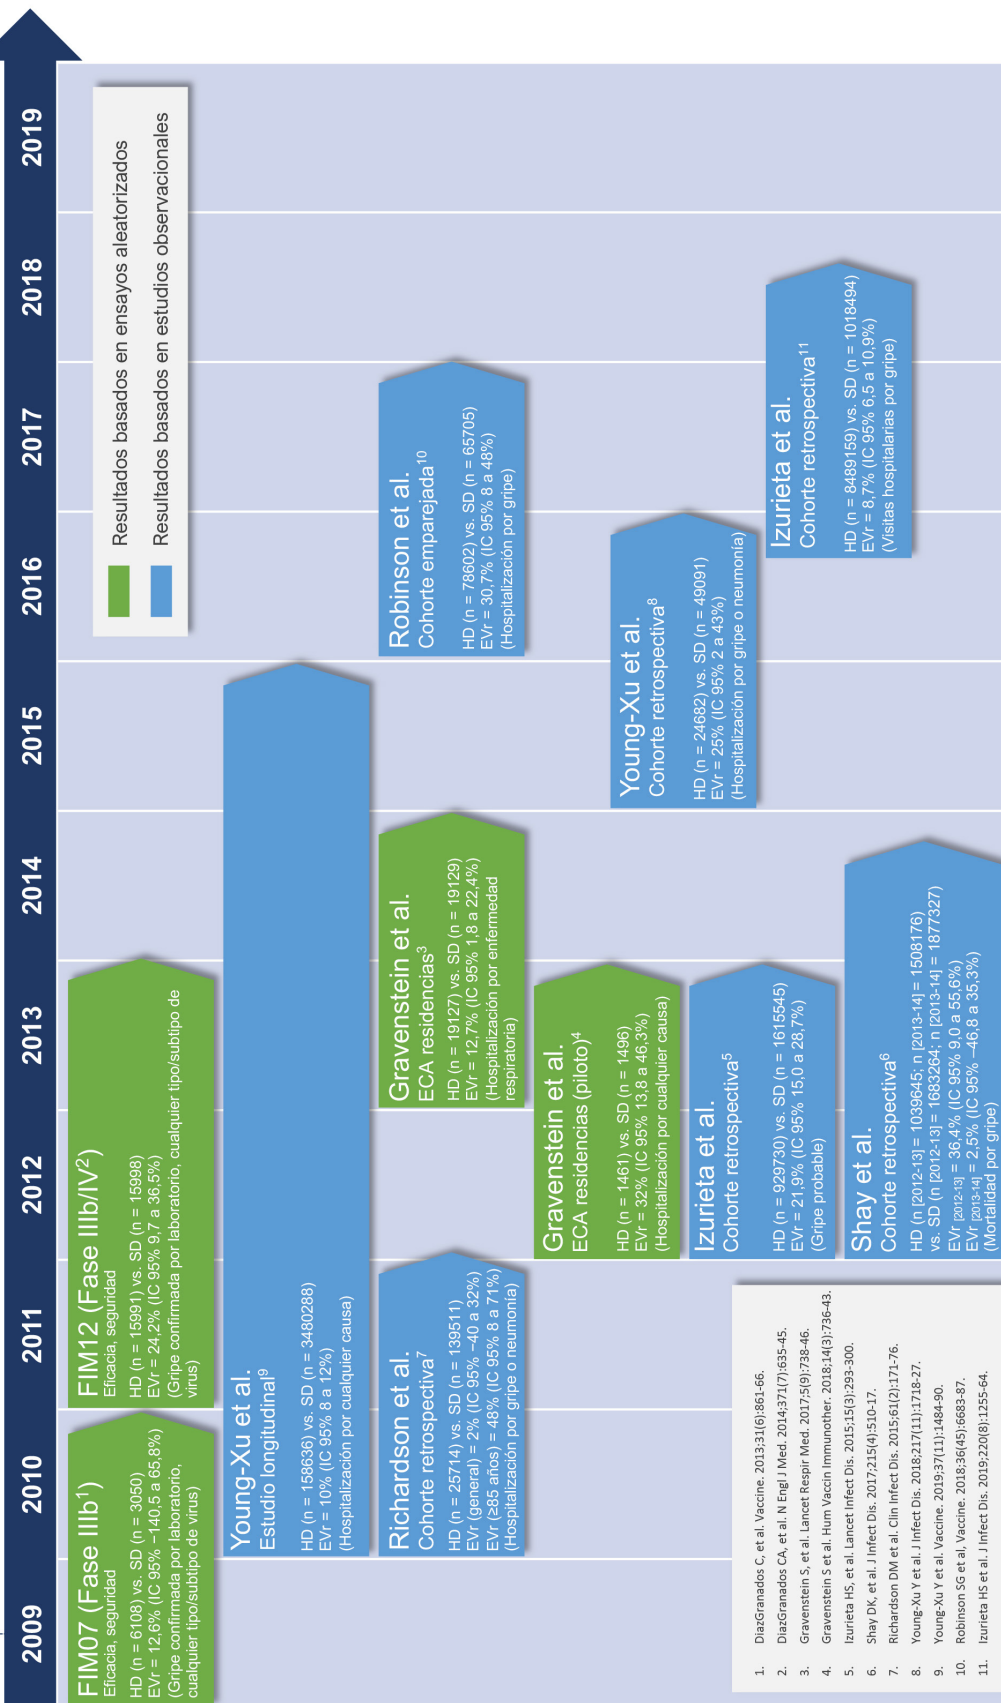 2009
2010
2011
2012
2013
2014
2015
2016
2017
2018
2019
Resultados basados en ensayos aleatorizados
Resultados basados en estudios observacionales
FIM07 (Fase IIIb¹)
Eficacia, seguridad
HD (n = 6108) vs. SD (n = 3050)
EVr = 12,6% (IC 95% −140,5 a 65,8%)
(Gripe confirmada por laboratorio,
cualquier tipo/subtipo de virus)
FIM12 (Fase IIIb/IV²)
Eficacia, seguridad
HD (n = 15991) vs. SD (n = 15998)
EVr = 24,2% (IC 95% 9,7 a 36,5%)
(Gripe confirmada por laboratorio, cualquier tipo/subtipo de
virus)
Young-Xu et al.
Estudio longitudinal⁹
HD (n = 158636) vs. SD (n = 3480288)
EVr = 10% (IC 95% 8 a 12%)
(Hospitalización por cualquier causa)
Richardson et al.
Cohorte retrospectiva⁷
HD (n = 25714) vs. SD (n = 139511)
EVr (general) = 2% (IC 95% −40 a 32%)
EVr (≥85 años) = 48% (IC 95% 8 a 71%)
(Hospitalización por gripe o neumonía)
Gravenstein et al.
ECA residencias³
HD (n = 19127) vs. SD (n = 19129)
EVr = 12,7% (IC 95% 1,8 a 22,4%)
(Hospitalización por enfermedad
respiratoria)
Robinson et al.
Cohorte emparejada¹⁰
HD (n = 78602) vs. SD (n = 65705)
EVr = 30,7% (IC 95% 8 a 48%)
(Hospitalización por gripe)
Gravenstein et al.
ECA residencias (piloto)⁴
HD (n = 1461) vs. SD (n = 1496)
EVr = 32% (IC 95% 13,8 a 46,3%)
(Hospitalización por cualquier causa)
Young-Xu et al.
Cohorte retrospectiva⁸
HD (n = 24682) vs. SD (n = 49091)
EVr = 25% (IC 95% 2 a 43%)
(Hospitalización por gripe o neumonía)
Izurieta et al.
Cohorte retrospectiva⁵
HD (n = 929730) vs. SD (n = 1615545)
EVr = 21,9% (IC 95% 15,0 a 28,7%)
(Gripe probable)
Izurieta et al.
Cohorte retrospectiva¹¹
HD (n = 8489159) vs. SD (n = 1018494)
EVr = 8,7% (IC 95% 6,5 a 10,9%)
(Visitas hospitalarias por gripe)
Shay et al.
Cohorte retrospectiva⁶
HD (n [2012-13] = 1039645; n [2013-14] = 1508176)
vs. SD (n [2012-13] = 1683264; n [2013-14] = 1877327)
EVr [2012-13] = 36,4% (IC 95% 9,0 a 55,6%)
EVr [2013-14] = 2,5% (IC 95% −46,8 a 35,3%)
(Mortalidad por gripe)
1. DiazGranados C, et al. Vaccine. 2013;31(6):861-66.
2. DiazGranados CA, et al. N Engl J Med. 2014;371(7):635-45.
3. Gravenstein S, et al. Lancet Respir Med. 2017;5(9):738-46.
4. Gravenstein S et al. Hum Vaccin Immunother. 2018;14(3):736-43.
5. Izurieta HS, et al. Lancet Infect Dis. 2015;15(3):293-300.
6. Shay DK, et al. J Infect Dis. 2017;215(4):510-17.
7. Richardson DM et al. Clin Infect Dis. 2015;61(2):171-76.
8. Young-Xu Y et al. J Infect Dis. 2018;217(11):1718-27.
9. Young-Xu Y et al. Vaccine. 2019;37(11):1484-90.
10. Robinson SG et al, Vaccine. 2018;36(45):6683-87.
11. Izurieta HS et al. J Infect Dis. 2019;220(8):1255-64.